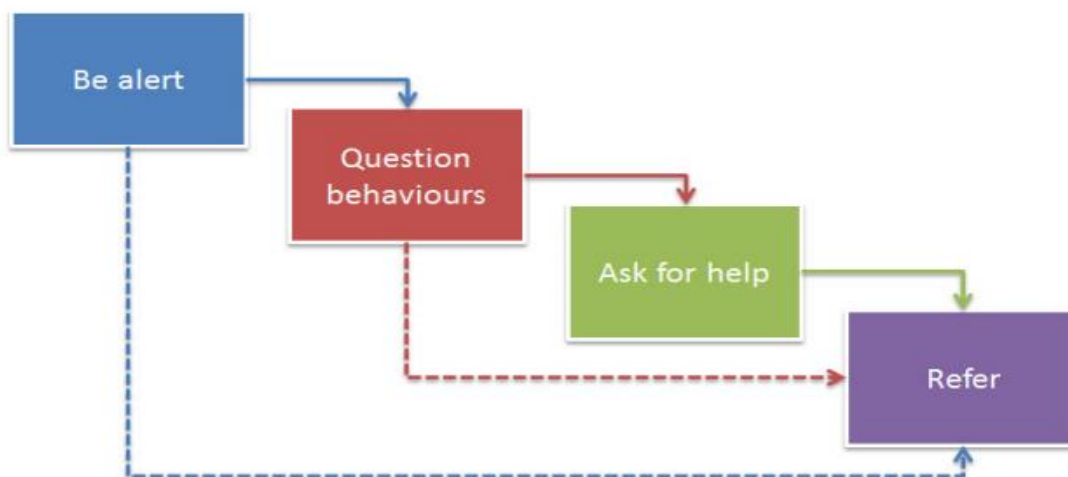 Be alert
Question
behaviours
Ask for help
Refer